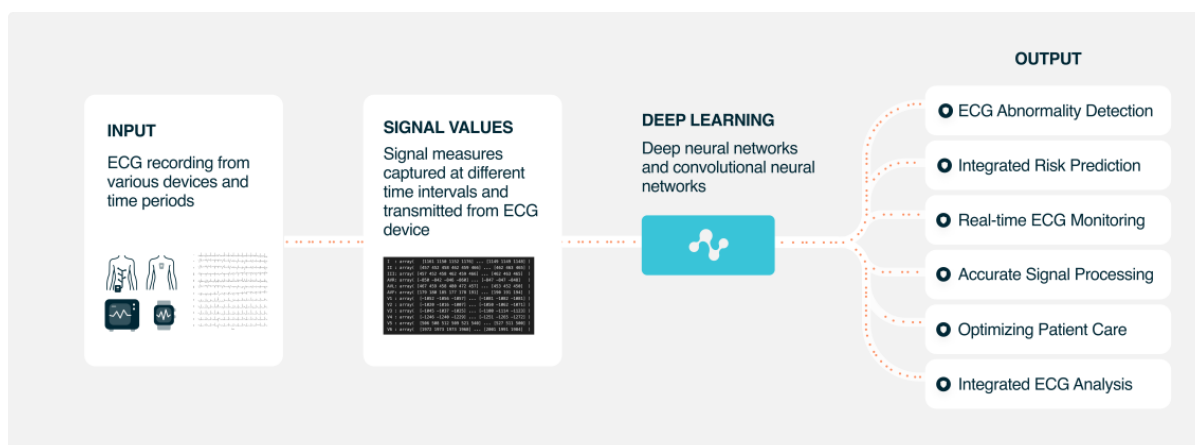 INPUT
ECG recording from
various devices and
time periods
SIGNAL VALUES
Signal measures
captured at different
time intervals and
transmitted from ECG
device
DEEP LEARNING
Deep neural networks
and convolutional neural
networks
OUTPUT
ECG Abnormality Detection
Integrated Risk Prediction
Real-time ECG Monitoring
Accurate Signal Processing
Optimizing Patient Care
Integrated ECG Analysis